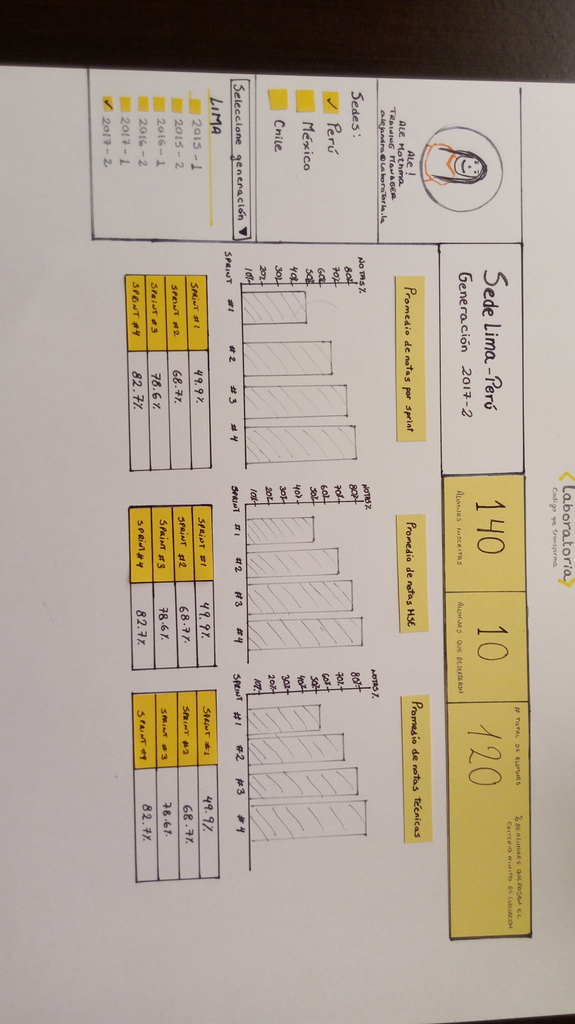 Laboratoria
Codigo que transforma
Ale!
Ale Mothma
TRAINING MANAGER
alejandra@laboratoria.la
Sedes:
Perú
México
Chile
Seleccione generación
LIMA
2015-1
2015-2
2016-1
2016-2
2017-1
2017-2
Sede Lima-Perú
Generación 2017-2
140
ALUMNAS INSCRITAS
10
ALUMNAS QUE DESERTARON
# TOTAL DE ALUMNAS
120
% DE ALUMNAS QUE PASAN EL
CRITERIO MINIMO DE EVALUACION
Promedio de notas por sprint
NOTAS %
80%
70%
60%
50%
40%
30%
20%
10%
SPRINT #1 #2 #3 #4
SPRINT #1 49.9%
SPRINT #2 68.7%
SPRINT #3 78.6%
SPRINT #4 82.7%
Promedio de notas HSE
NOTAS%
80%
70%
60%
50%
40%
30%
20%
10%
SPRINT #1 #2 #3 #4
SPRINT #1 49.9%
SPRINT #2 68.7%
SPRINT #3 78.6%
SPRINT #4 82.7%
Promedio de notas técnicas
NOTAS%
80%
70%
60%
50%
40%
30%
20%
10%
SPRINT #1 #2 #3 #4
SPRINT #1 49.9%
SPRINT #2 68.7%
SPRINT #3 78.6%
SPRINT #4 82.7%